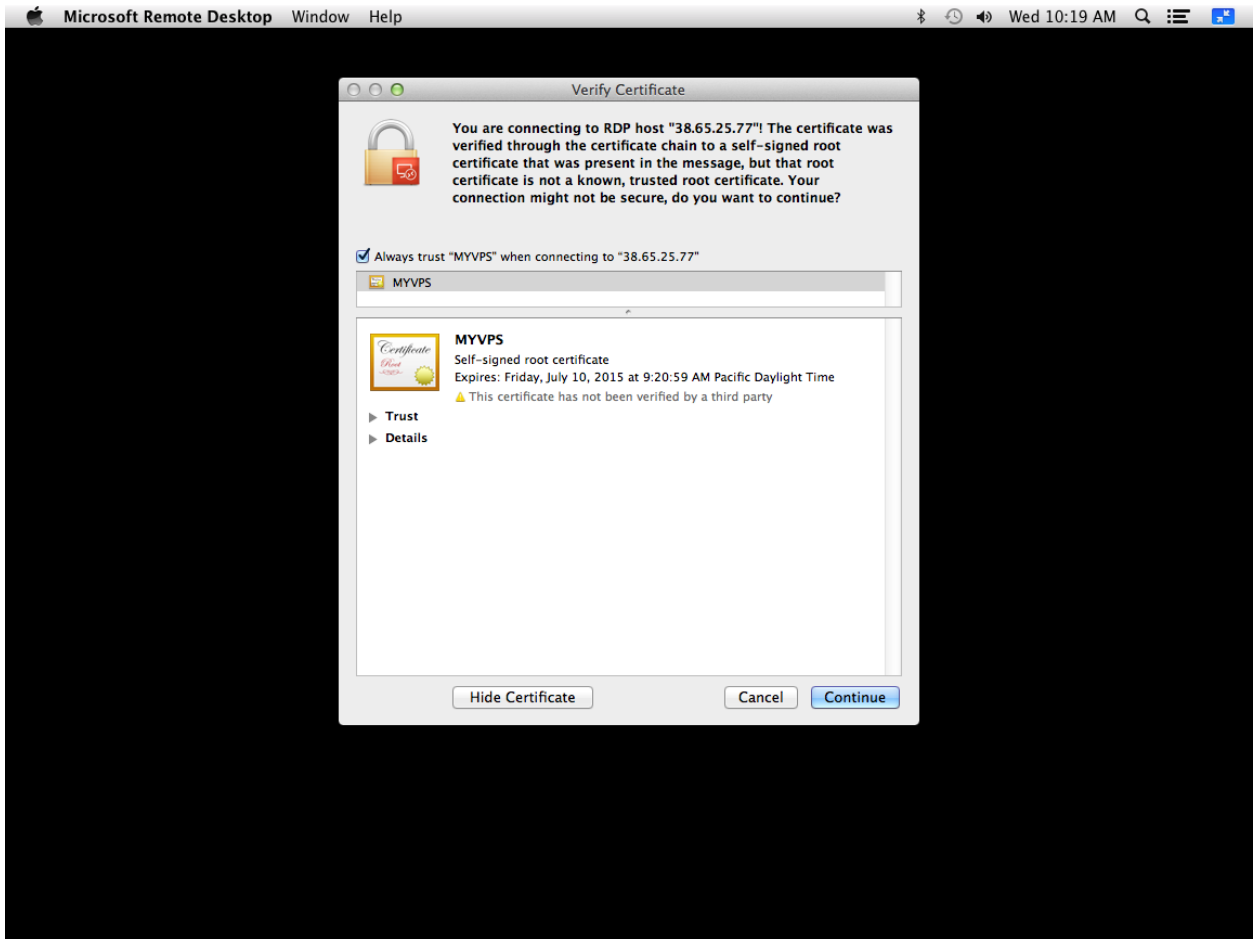 Microsoft Remote Desktop Window Help Wed 10:19 AM
Verify Certificate
You are connecting to RDP host "38.65.25.77"! The certificate was
verified through the certificate chain to a self-signed root
certificate that was present in the message, but that root
certificate is not a known, trusted root certificate. Your
connection might not be secure, do you want to continue?
Always trust “MYVPS” when connecting to “38.65.25.77”
MYVPS
Certificate
Root
MYVPS
Self-signed root certificate
Expires: Friday, July 10, 2015 at 9:20:59 AM Pacific Daylight Time
This certificate has not been verified by a third party
Trust
Details
Hide Certificate Cancel Continue